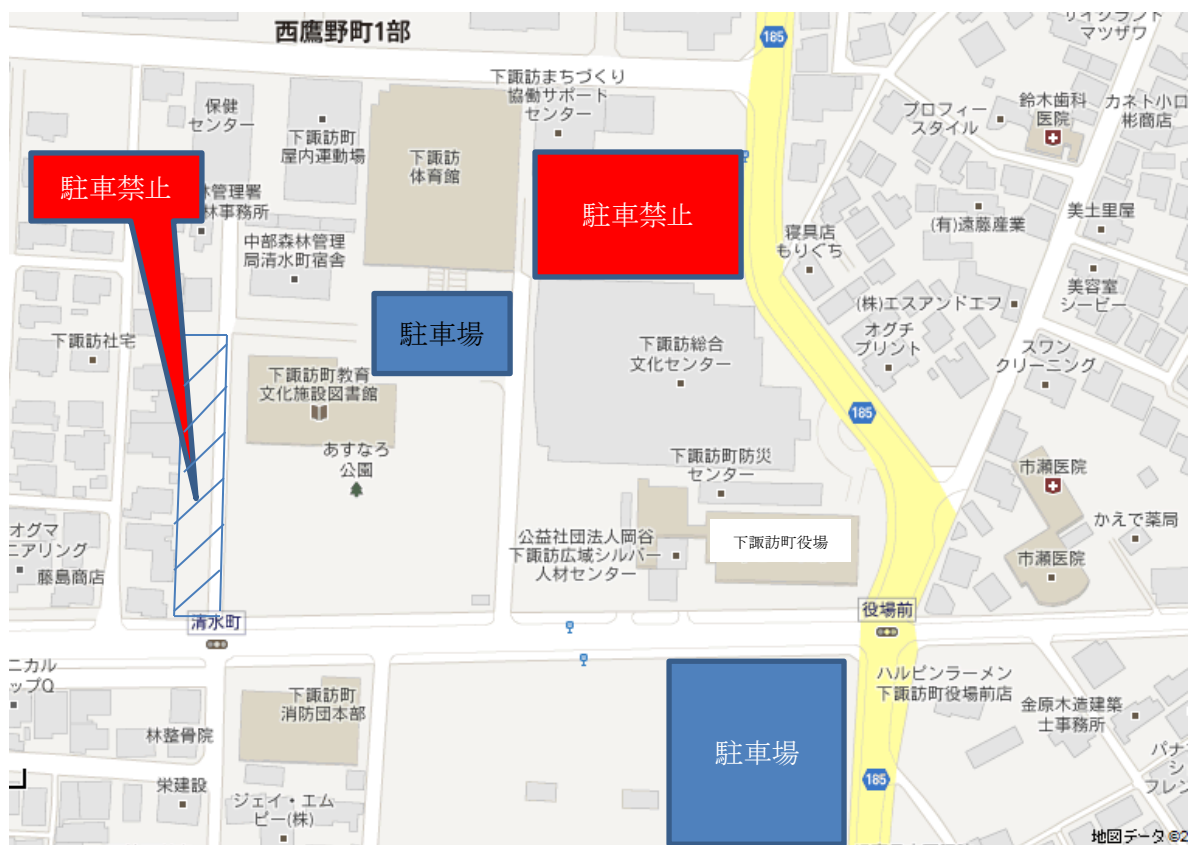 西鷹野町1部
185
サイクランド
マツザワ
下諏訪まちづくり
協働サポート
センター
保健
センター
下諏訪町
屋内運動場
下諏訪
体育館
プロフィー
スタイル
鈴木歯科
医院
カネト小口
彬商店
駐車禁止
駐車禁止
林管理署
林事務所
中部森林管理
局清水町宿舎
寝具店
もりぐち
(有)遠藤産業
美土里屋
美容室
シービー
(株)エスアンドエフ
オグチ
プリント
スワン
クリーニング
駐車場
下諏訪社宅
下諏訪町教育
文化施設図書館
下諏訪総合
文化センター
185
あすなろ
公園
下諏訪町防災
センター
市瀬医院
かえで薬局
オグマ
ニアリング
藤島商店
公益社団法人岡谷
下諏訪広域シルバー
人材センター
下諏訪町役場
市瀬医院
清水町
役場前
ニカル
ップQ
下諏訪町
消防団本部
ハルピンラーメン
下諏訪町役場前店
金原木造建築
士事務所
林整骨院
駐車場
栄建設
ジェイ・エム
ピー(株)
185
パナ
シ
フレン
地図データ ©2